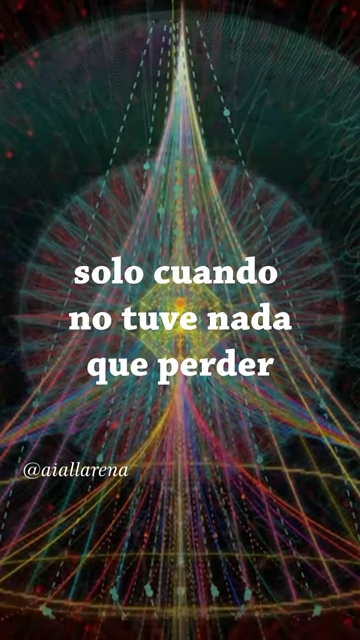 solo cuando
no tuve nada
que perder
@aiallarena